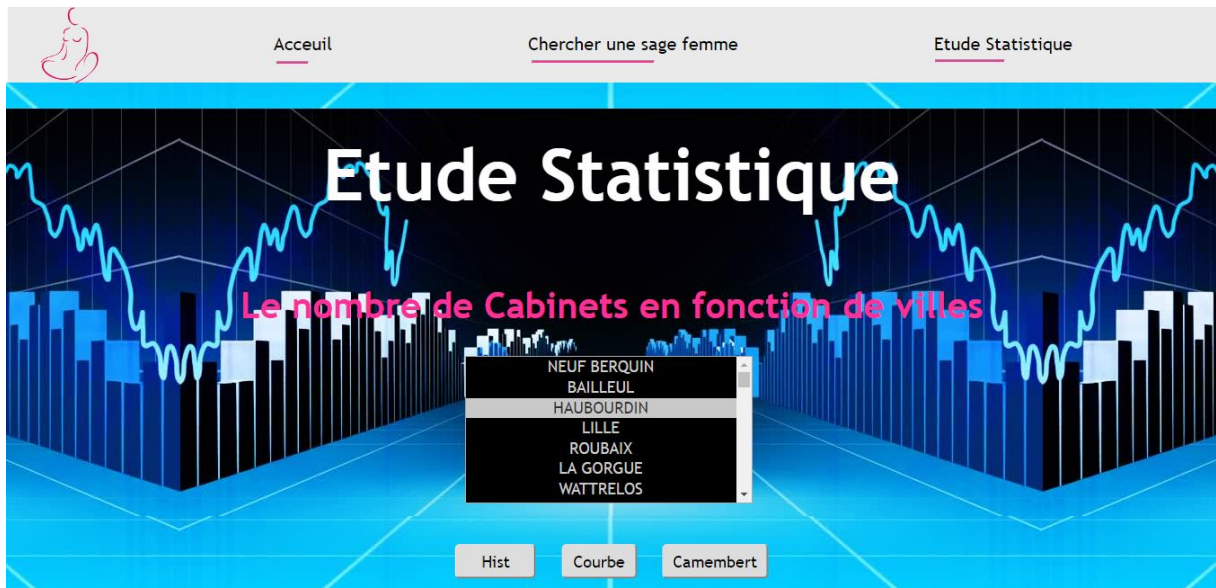 Acceuil
Chercher une sage femme
Etude Statistique
Etude Statistique
Le nombre de Cabinets en fonction de villes
NEUF BERQUIN
BAILLEUL
HAUBOURDIN
LILLE
ROUBAIX
LA GORGUE
WATTRELOS
Hist
Courbe
Camembert